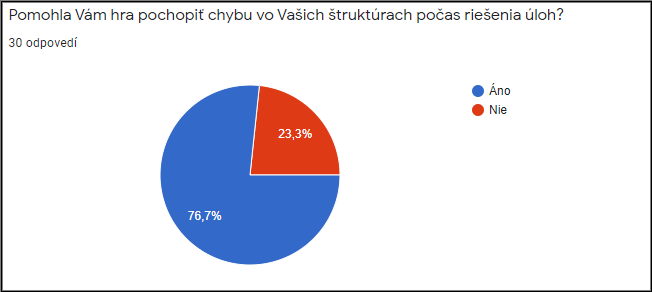 Pomohla Vám hra pochopiť chybu vo Vašich štruktúrach počas riešenia úloh?
30 odpovedí
Áno
Nie
23,3%
76,7%